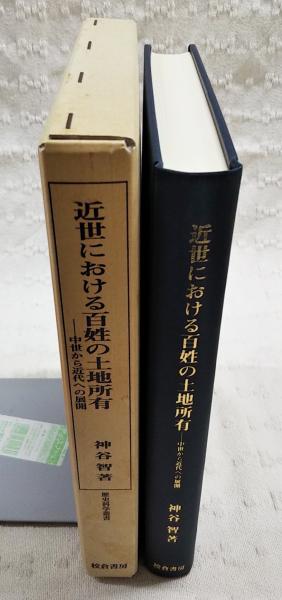 近世における百姓の土地所有
――中世から近代への展開
神谷 智著
歴史科学叢書
校倉書房
近世における百姓の土地所有
――中世から近代への展開
神谷 智著
校倉書房